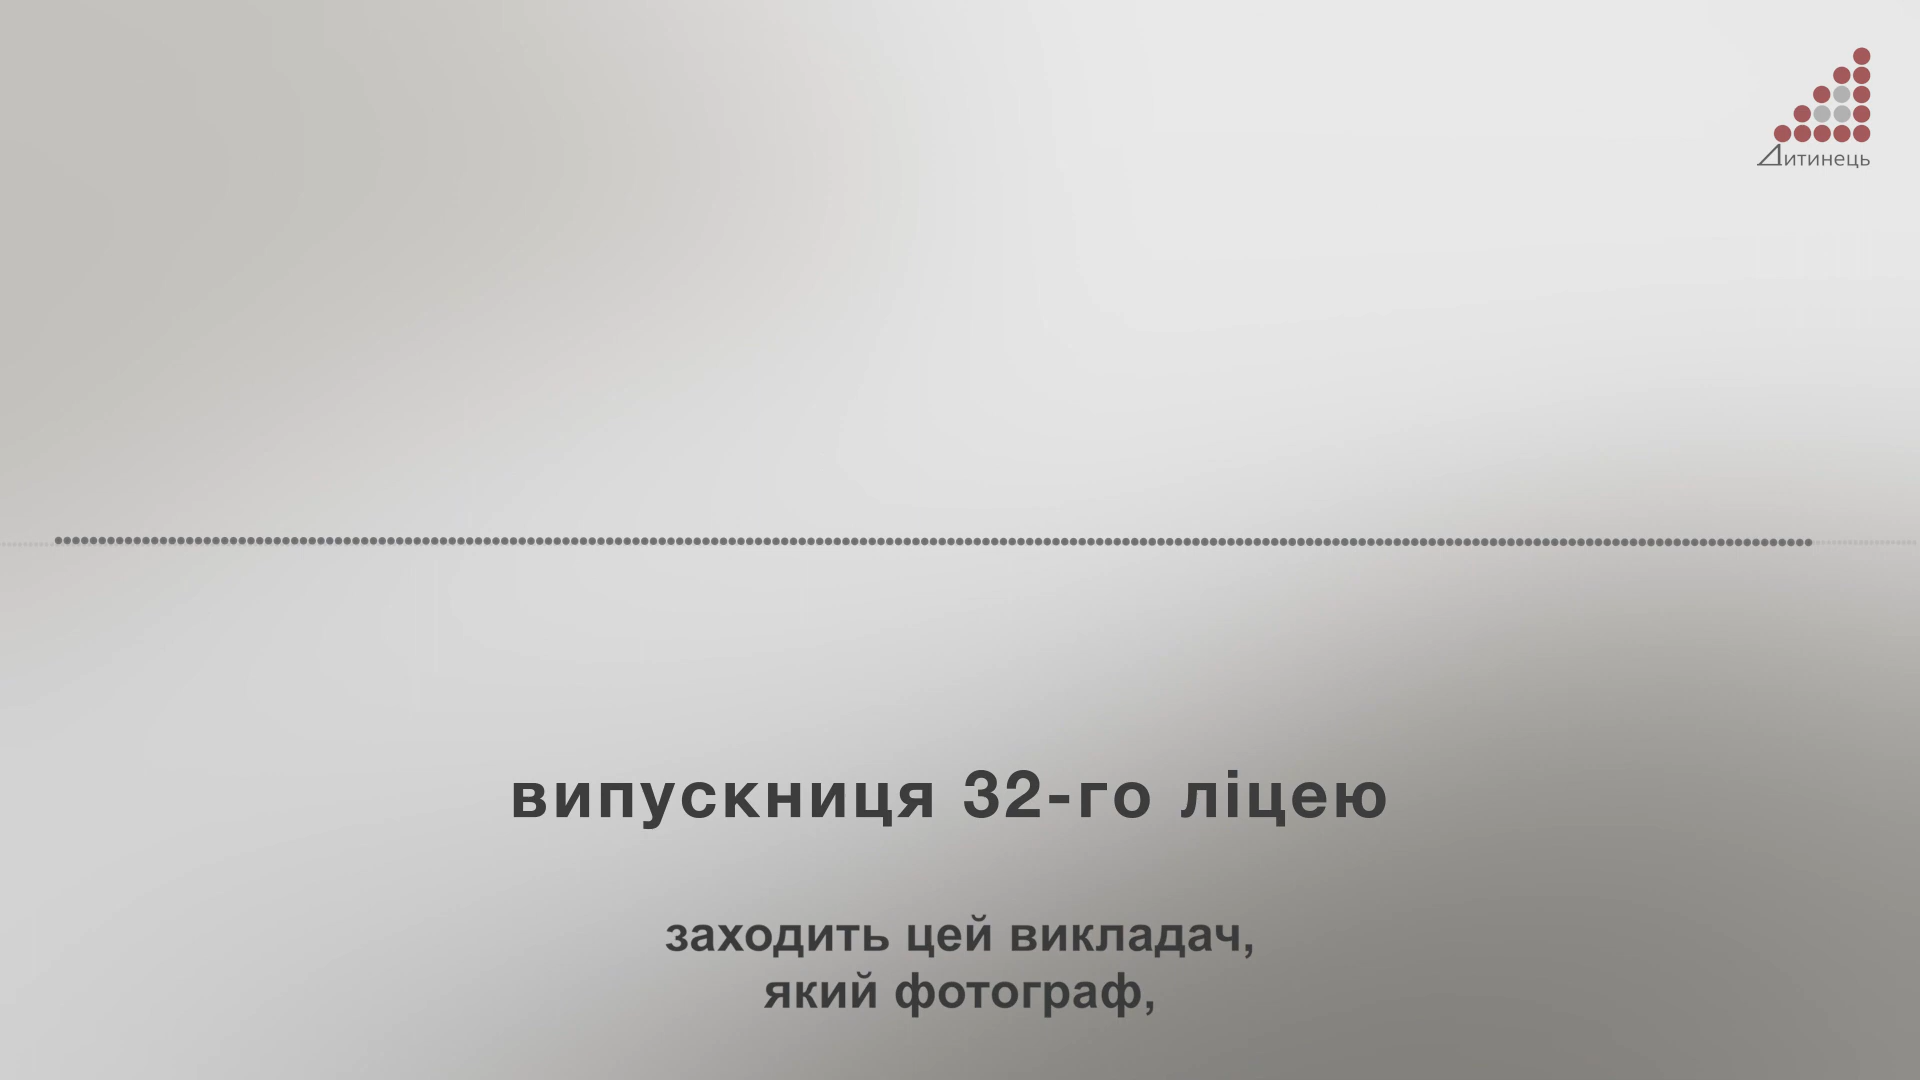 Дитинець
випускниця 32-го ліцею
заходить цей викладач,
який фотограф,